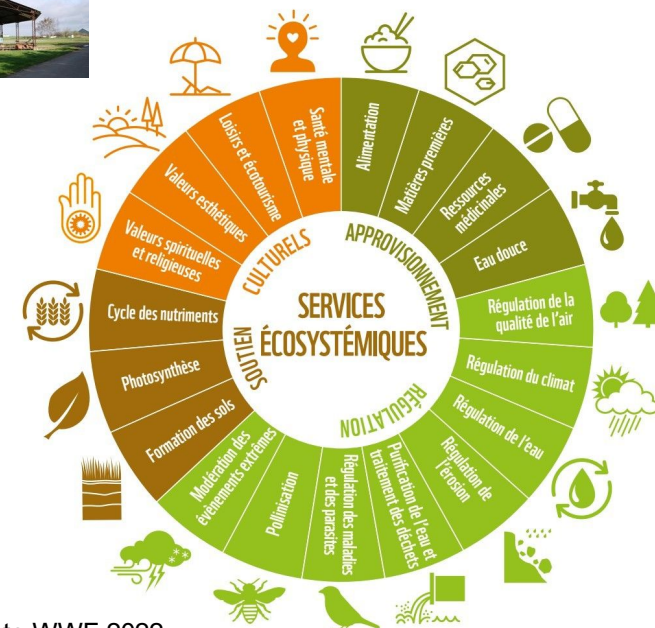 SERVICES
ÉCOSYSTÉMIQUES
APPROVISIONNEMENT
Alimentation
Matières premières
Ressources
médicinales
Eau douce
RÉGULATION
Régulation de la
qualité de l'air
Régulation du climat
Régulation de l'eau
Régulation de
l'érosion
Purification de l'eau et
traitement des déchets
Régulation des maladies
et des parasites
Pollinisation
Modération des
évènements extrêmes
SOUTIEN
Formation des sols
Photosynthèse
Cycle des nutriments
CULTURELS
Valeurs spirituelles
et religieuses
Valeurs esthétiques
Loisirs et écotourisme
Santé mentale
et physique